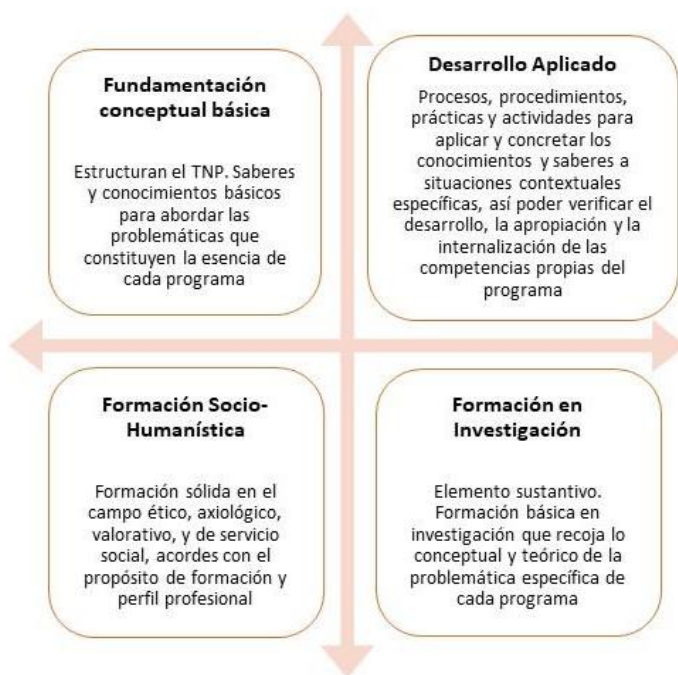 Fundamentación
conceptual básica
Estructuran el TNP. Saberes
y conocimientos básicos
para abordar las
problemáticas que
constituyen la esencia de
cada programa
Desarrollo Aplicado
Procesos, procedimientos,
prácticas y actividades para
aplicar y concretar los
conocimientos y saberes a
situaciones contextuales
específicas, así poder verificar el
desarrollo, la apropiación y la
internalización de las
competencias propias del
programa
Formación Socio-
Humanística
Formación sólida en el
campo ético, axiológico,
valorativo, y de servicio
social, acordes con el
propósito de formación y
perfil profesional
Formación en
Investigación
Elemento sustantivo.
Formación básica en
investigación que recoja lo
conceptual y teórico de la
problemática específica de
cada programa